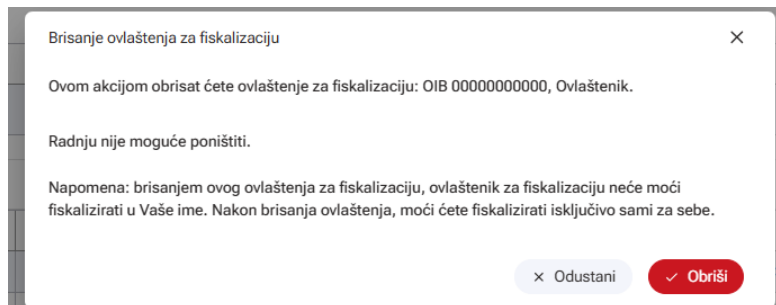 Brisanje ovlaštenja za fiskalizaciju
Ovom akcijom obrisat ćete ovlaštenje za fiskalizaciju: OIB 00000000000, Ovlaštenik.
Radnju nije moguće poništiti.
Napomena: brisanjem ovog ovlaštenja za fiskalizaciju, ovlaštenik za fiskalizaciju neće moći
fiskalizirati u Vaše ime. Nakon brisanja ovlaštenja, moći ćete fiskalizirati isključivo sami za sebe.
Odustani
Obriši